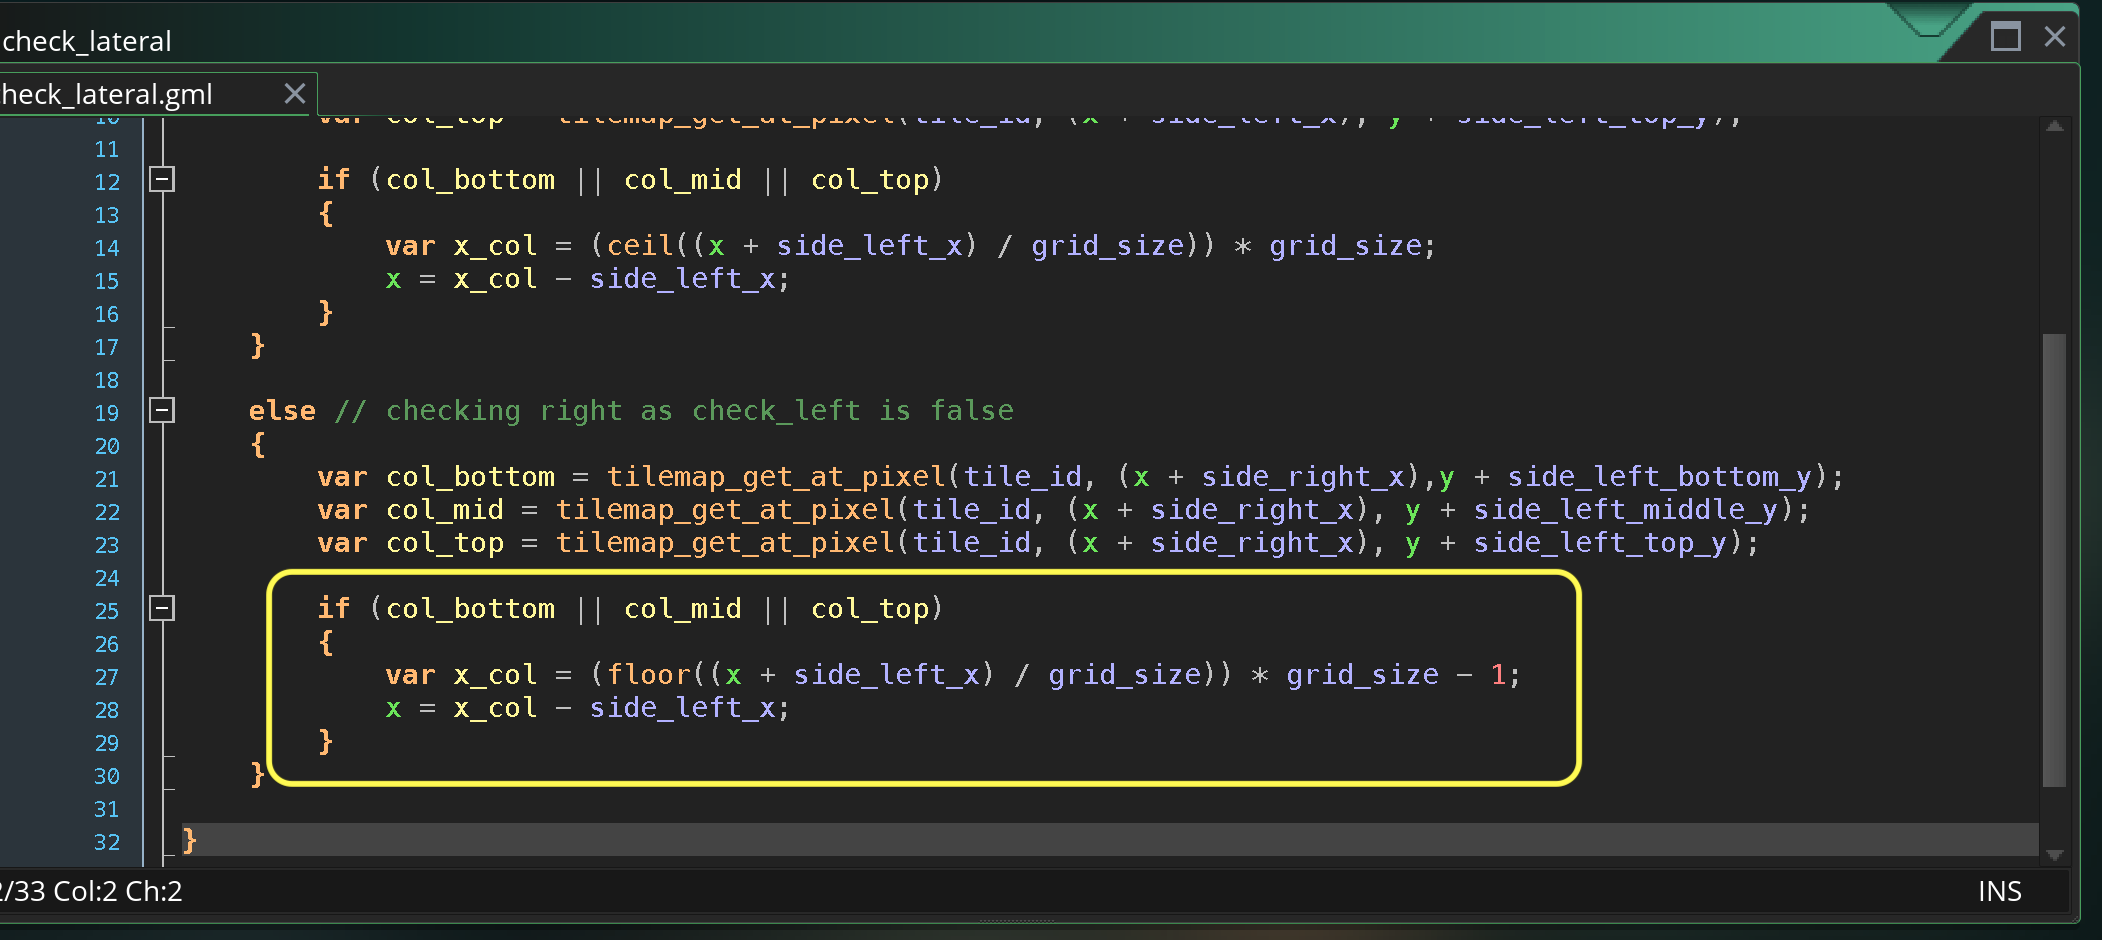 check_lateral
heck_lateral.gml
10 var col_top = tilemap_get_at_pixel(tile_id, (x + side_left_x), y + side_left_top_y);
11
12 if (col_bottom || col_mid || col_top)
13 {
14 var x_col = (ceil((x + side_left_x) / grid_size)) * grid_size;
15 x = x_col - side_left_x;
16 }
17 }
18
19 else // checking right as check_left is false
20 {
21 var col_bottom = tilemap_get_at_pixel(tile_id, (x + side_right_x),y + side_left_bottom_y);
22 var col_mid = tilemap_get_at_pixel(tile_id, (x + side_right_x), y + side_left_middle_y);
23 var col_top = tilemap_get_at_pixel(tile_id, (x + side_right_x), y + side_left_top_y);
24
25 if (col_bottom || col_mid || col_top)
26 {
27 var x_col = (floor((x + side_left_x) / grid_size)) * grid_size - 1;
28 x = x_col - side_left_x;
29 }
30 }
31
32 }
2/33 Col:2 Ch:2 INS